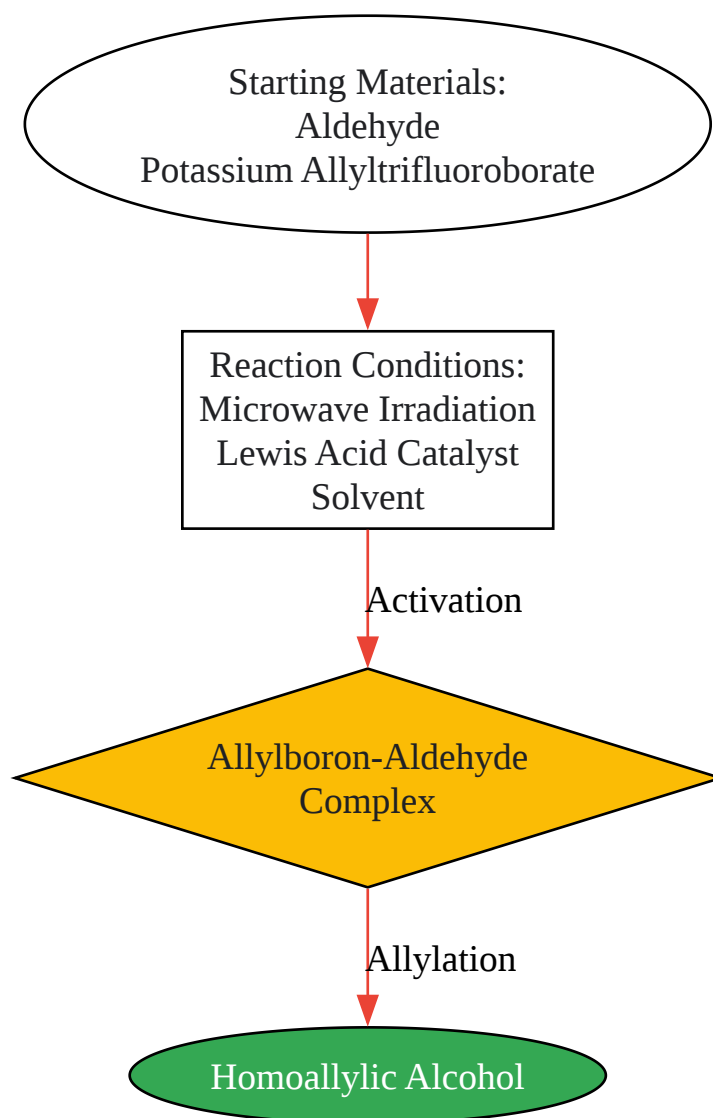 Starting Materials:
Aldehyde
Potassium Allyltrifluoroborate
Reaction Conditions:
Microwave Irradiation
Lewis Acid Catalyst
Solvent
Activation
Allylboron-Aldehyde
Complex
Allylation
Homoallylic Alcohol